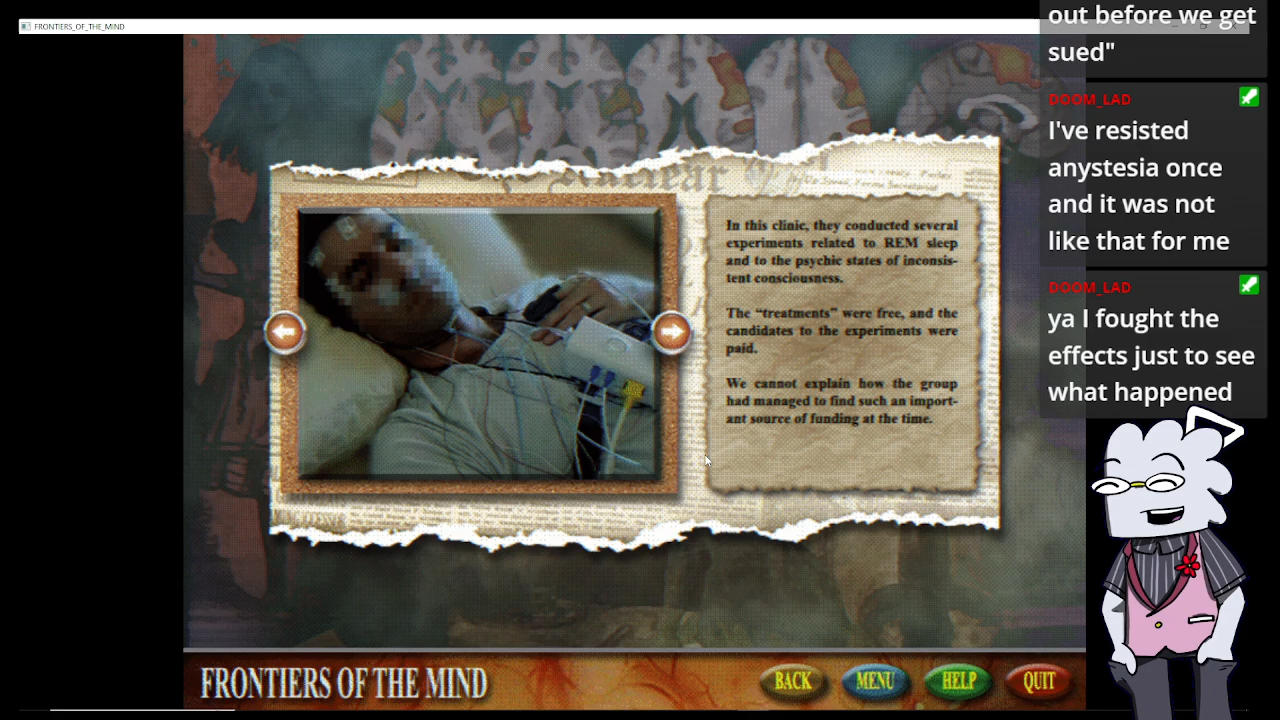 FRONTIERS_OF_THE_MIND
out before we get
sued"
DOOM_LAD
I've resisted
anystesia once
and it was not
like that for me
DOOM_LAD
ya I fought the
effects just to see
what happened
Nuclear
In this clinic, they conducted several
experiments related to REM sleep
and to the psychic states of inconsis-
tent consciousness.
The “treatments” were free, and the
candidates to the experiments were
paid.
We cannot explain how the group
had managed to find such an import-
ant source of funding at the time.
FRONTIERS OF THE MIND
BACK
MENU
HELP
QUIT